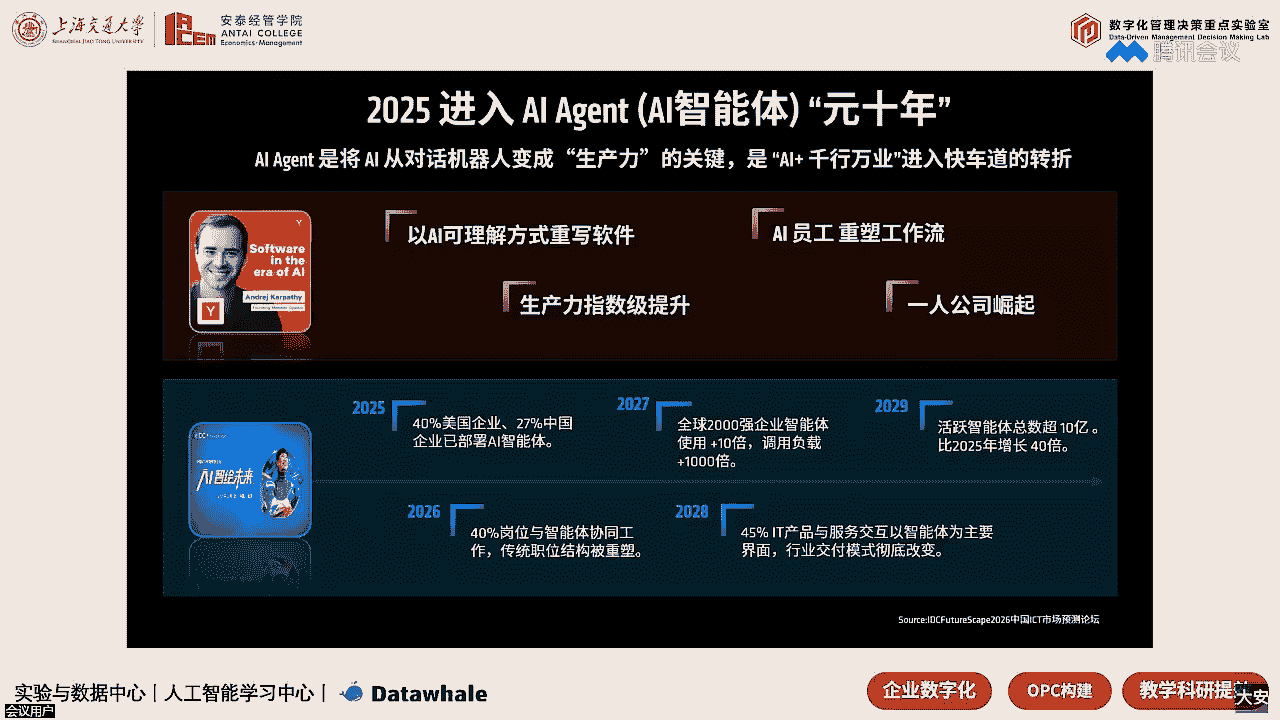 上海交通大学
SHANGHAI JIAO TONG UNIVERSITY
ACEM
安泰经管学院
ANTAI COLLEGE
Economics·Management
数字化管理决策重点实验室
Data-Driven Management Decision Making Lab
腾讯会议
2025 进入 AI Agent (AI智能体) “元十年”
AI Agent 是将 AI 从对话机器人变成“生产力”的关键，是 “AI+ 千行万业”进入快车道的转折
Y
Software
in the
era of AI
Andrej Karpathy
Y
以AI可理解方式重写软件
AI 员工 重塑工作流
生产力指数级提升
一人公司崛起
2025
40%美国企业、27%中国
企业已部署AI智能体。
2027
全球2000强企业智能体
使用 +10倍，调用负载
+1000倍。
2029
活跃智能体总数超 10亿 。
比2025年增长 40倍。
2026
40%岗位与智能体协同工
作，传统职位结构被重塑。
2028
45% IT产品与服务交互以智能体为主要
界面，行业交付模式彻底改变。
Source:IDCFutureScape2026中国ICT市场预测论坛
实验与数据中心｜人工智能学习中心｜
Datawhale
企业数字化
OPC构建
教学科研提
大安
会议用户